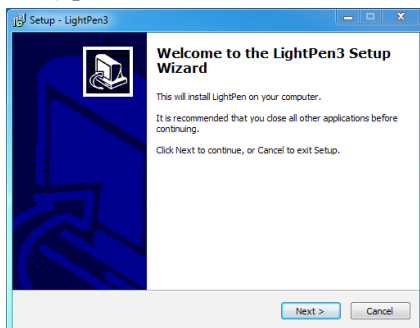 Setup - LightPen3
Welcome to the LightPen3 Setup
Wizard
This will install LightPen on your computer.
It is recommended that you close all other applications before
continuing.
Click Next to continue, or Cancel to exit Setup.
Next >
Cancel